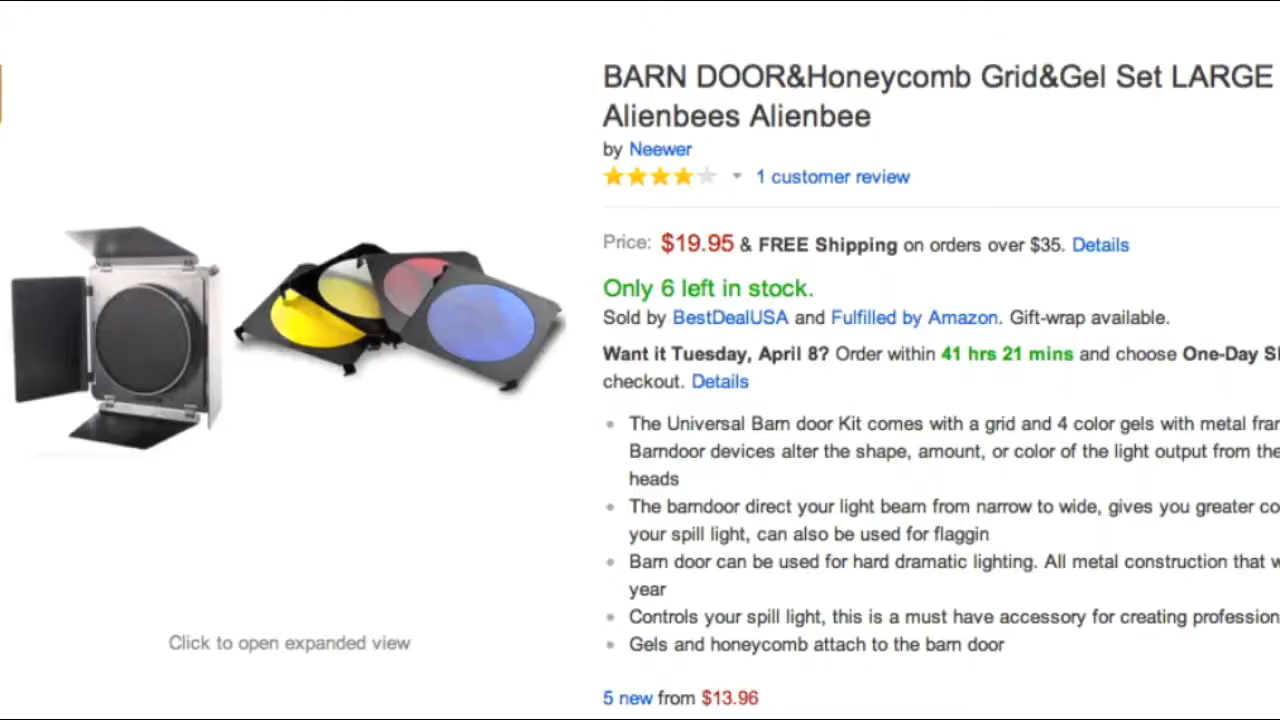 BARN DOOR&Honeycomb Grid&Gel Set LARGE
Alienbees Alienbee
by Neewer
1 customer review
Price: $19.95 & FREE Shipping on orders over $35. Details
Only 6 left in stock.
Sold by BestDealUSA and Fulfilled by Amazon. Gift-wrap available.
Want it Tuesday, April 8? Order within 41 hrs 21 mins and choose One-Day
checkout. Details
The Universal Barn door Kit comes with a grid and 4 color gels with metal
Barndoor devices alter the shape, amount, or color of the light output from the
heads
The barndoor direct your light beam from narrow to wide, gives you greater
your spill light, can also be used for flaggin
Barn door can be used for hard dramatic lighting. All metal construction that
year
Controls your spill light, this is a must have accessory for creating
Gels and honeycomb attach to the barn door
Click to open expanded view
5 new from $13.96